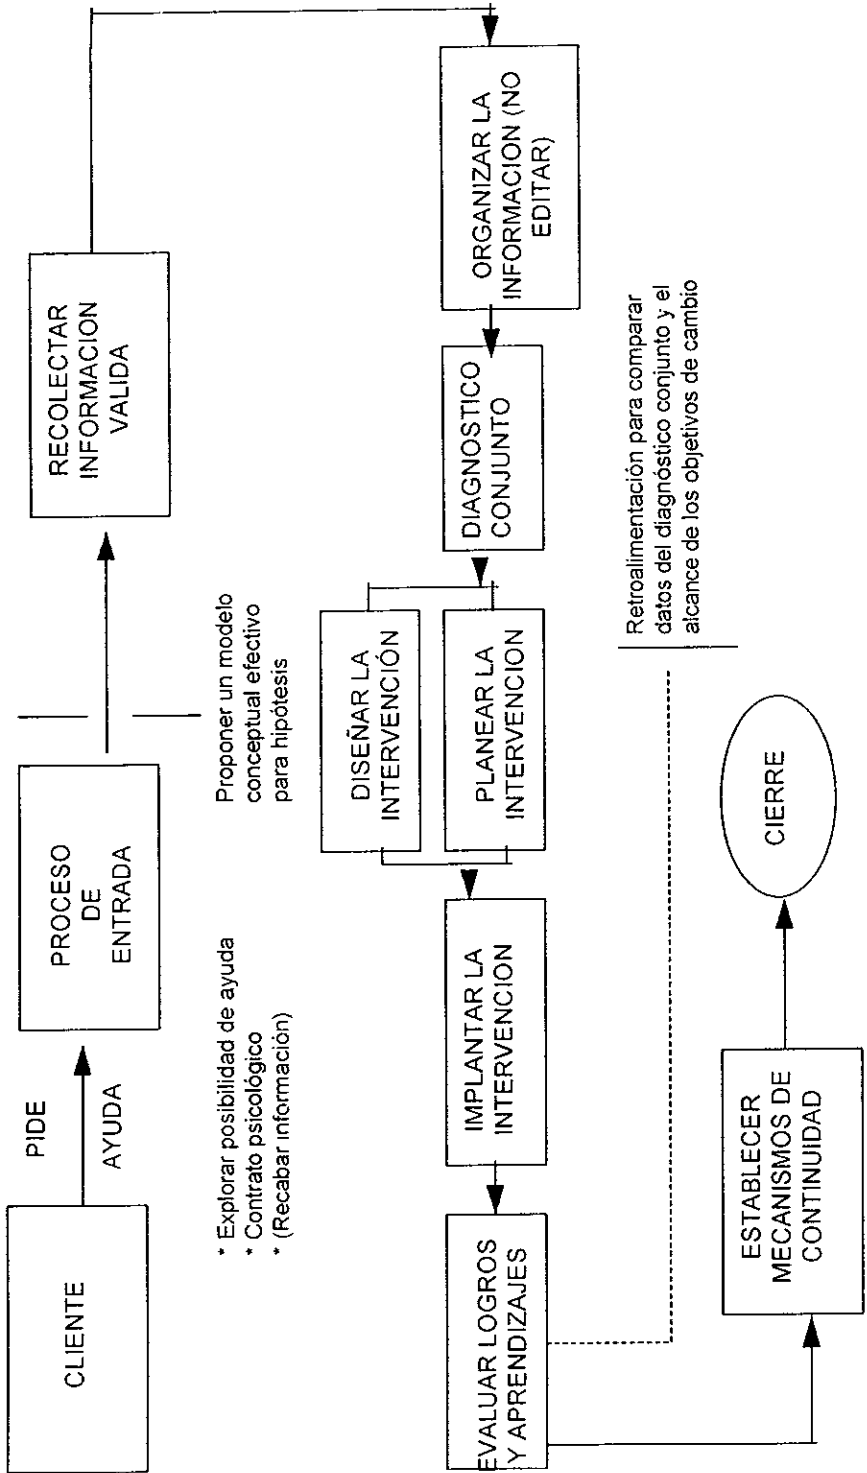 CLIENTE
PIDE
AYUDA
PROCESO
DE
ENTRADA
* Explorar posibilidad de ayuda
* Contrato psicológico
* (Recabar información)
Proponer un modelo
conceptual efectivo
para hipótesis
RECOLECTAR
INFORMACION
VALIDA
ORGANIZAR LA
INFORMACION (NO
EDITAR)
DIAGNOSTICO
CONJUNTO
DISEÑAR LA
INTERVENCIÓN
PLANEAR LA
INTERVENCION
IMPLANTAR LA
INTERVENCION
EVALUAR LOGROS
Y APRENDIZAJES
Retroalimentación para comparar
datos del diagnóstico conjunto y el
alcance de los objetivos de cambio
ESTABLECER
MECANISMOS DE
CONTINUIDAD
CIERRE